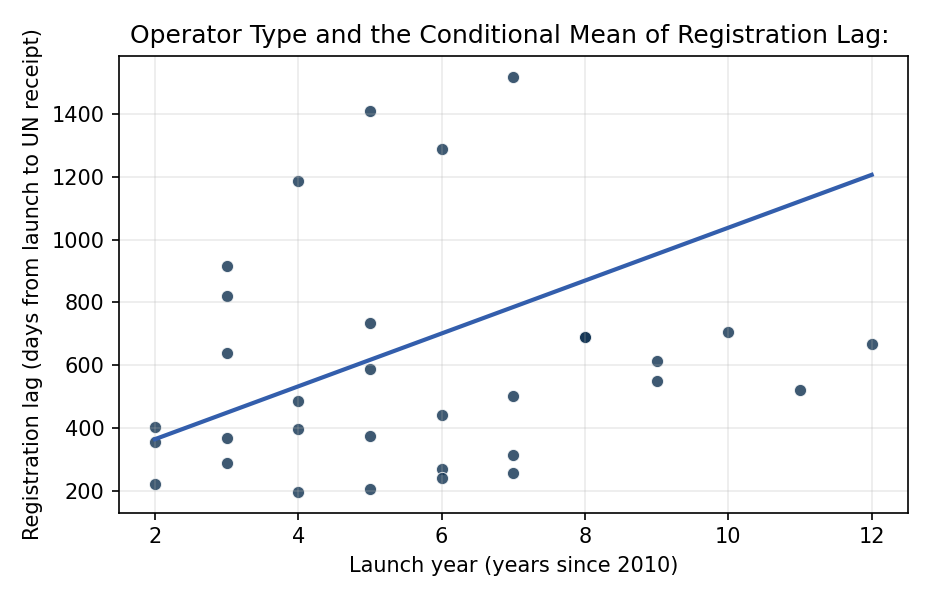 Operator Type and the Conditional Mean of Registration Lag:
Registration lag (days from launch to UN receipt)
1400
1200
1000
800
600
400
200
2 4 6 8 10 12
Launch year (years since 2010)